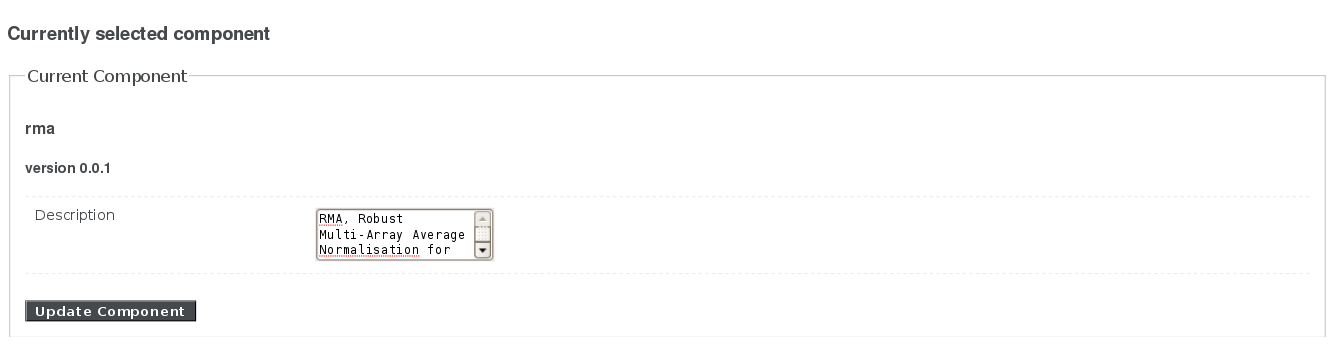 Currently selected component
Current Component
rma
version 0.0.1
Description
RMA, Robust
Multi-Array Average
Normalisation for
Update Component